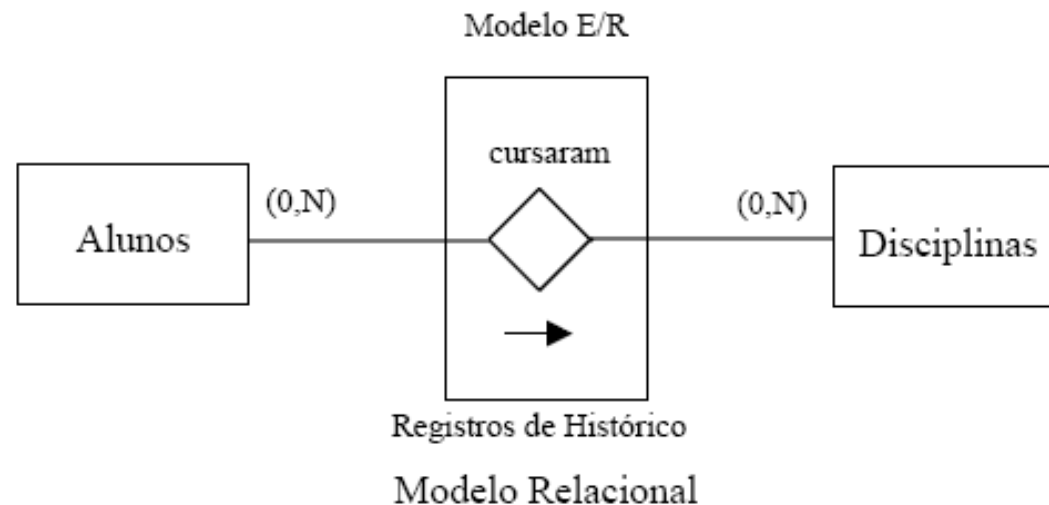 Modelo E/R
cursaram
(0,N)
(0,N)
Alunos
Disciplinas
Registros de Histórico
Modelo Relacional